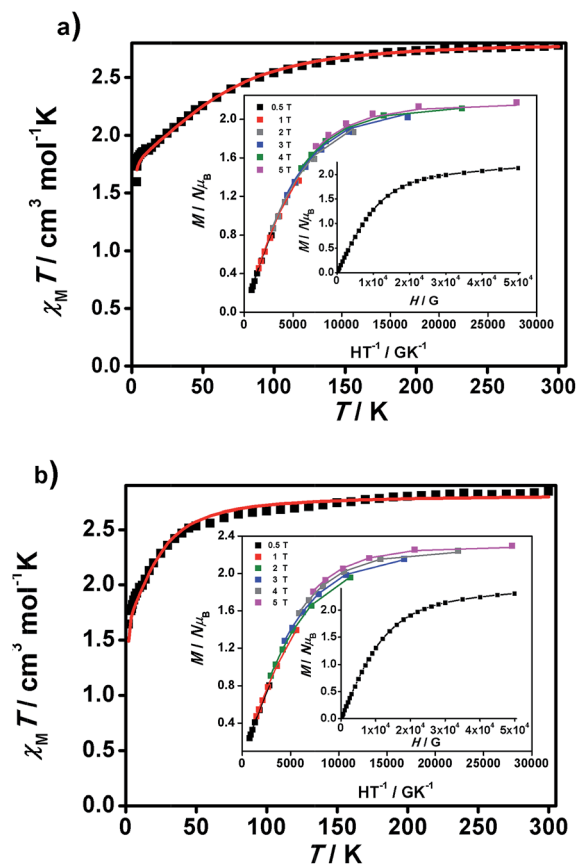 a)
χM T / cm3 mol-1K
2.5
2.0
1.5
1.0
0.5
0.0
0 50 100 150 200 250 300
T / K
M / NμB
2.4
2.0
1.6
1.2
0.8
0.4
0.0
0.5 T
1 T
2 T
3 T
4 T
5 T
0 5000 10000 15000 20000 25000 30000
HT-1 / GK-1
M / NμB
2.0
1.5
1.0
0.5
0.0
1x104 2x104 3x104 4x104 5x104
H / G
b)
χM T / cm3 mol-1K
2.5
2.0
1.5
1.0
0.5
0.0
0 50 100 150 200 250 300
T / K
M / NμB
2.4
2.0
1.6
1.2
0.8
0.4
0.5 T
1 T
2 T
3 T
4 T
5 T
0 5000 10000 15000 20000 25000 30000
HT-1 / GK-1
M / NμB
2.0
1.5
1.0
0.5
0.0
1x104 2x104 3x104 4x104 5x104
H / G